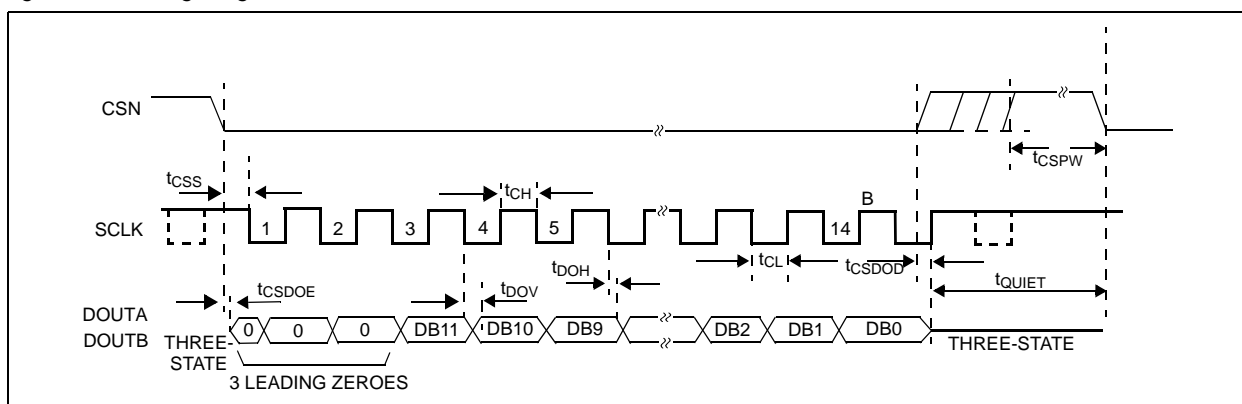 CSN
tCSPW
tCSS
tCH
B
SCLK
1 2 3 4 5 14
tCL
tCSDOD
tDOH
tQUIET
tCSDOE
tDOV
DOUTA
DOUTB
THREE-
STATE
0 0 0 DB11 DB10 DB9 DB2 DB1 DB0
THREE-STATE
3 LEADING ZEROES